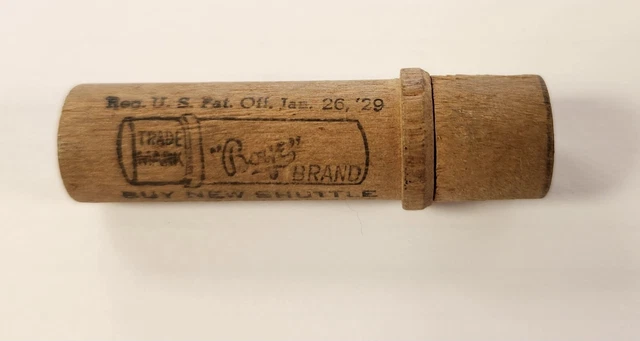 Reg. U. S. Pat. Off. Jan. 26, '29
TRADE MARK
"Boye" BRAND
BUY NEW SHUTTLE